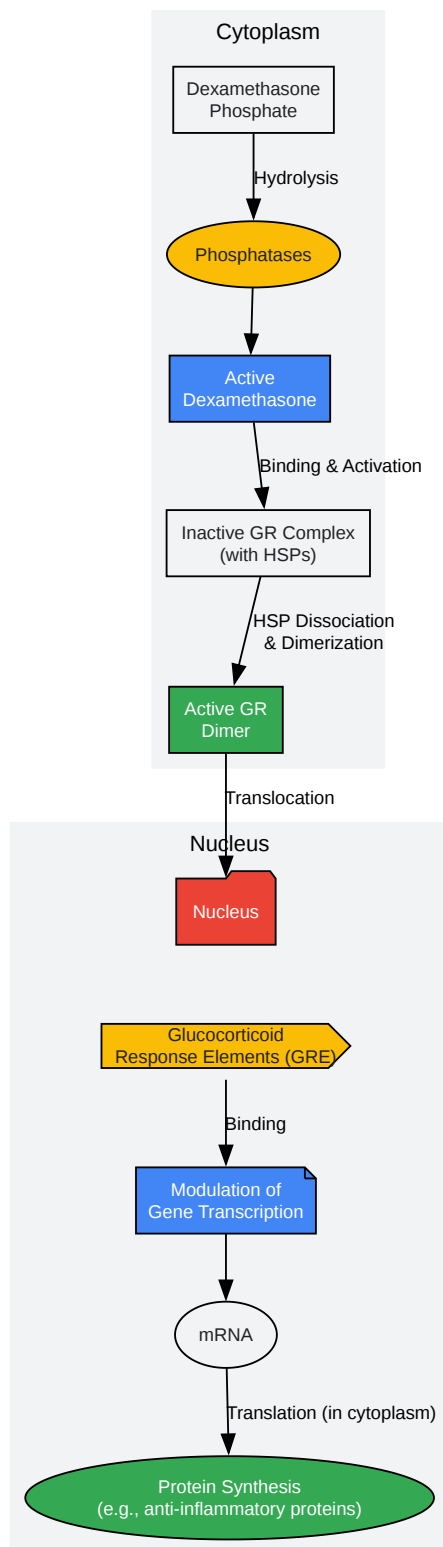 Cytoplasm
Dexamethasone
Phosphate
Hydrolysis
Phosphatases
Active
Dexamethasone
Binding & Activation
Inactive GR Complex
(with HSPs)
HSP Dissociation
& Dimerization
Active GR
Dimer
Translocation
Nucleus
Nucleus
Glucocorticoid
Response Elements (GRE)
Binding
Modulation of
Gene Transcription
mRNA
Translation (in cytoplasm)
Protein Synthesis
(e.g., anti-inflammatory proteins)